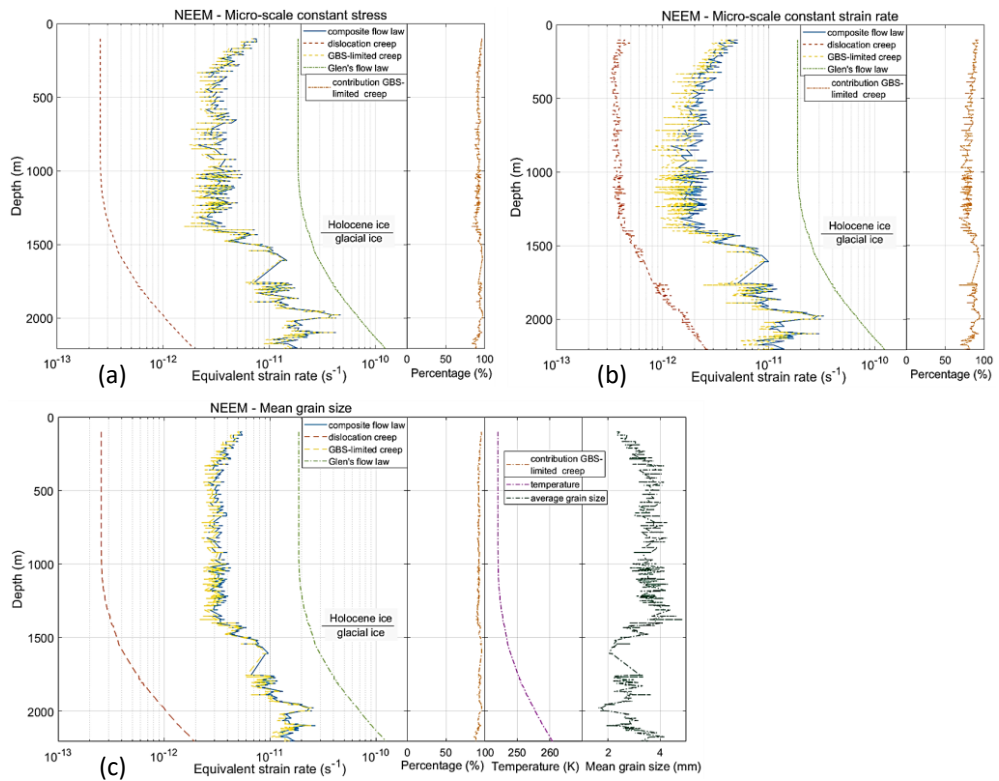 NEEM - Micro-scale constant stress
composite flow law
dislocation creep
GBS-limited creep
Glen's flow law
contribution GBS-
limited creep
0
500
1000
1500
2000
Depth (m)
Holocene ice
glacial ice
10^-13
10^-12
10^-11
10^-10
0
50
100
(a)
Equivalent strain rate (s^-1)
Percentage (%)
NEEM - Micro-scale constant strain rate
composite flow law
dislocation creep
GBS-limited creep
Glen's flow law
contribution GBS-
limited creep
0
500
1000
1500
2000
Depth (m)
Holocene ice
glacial ice
10^-13
10^-12
10^-11
10^-10
0
50
100
(b)
Equivalent strain rate (s^-1)
Percentage (%)
NEEM - Mean grain size
composite flow law
dislocation creep
GBS-limited creep
Glen's flow law
contribution GBS-
limited creep
temperature
average grain size
0
500
1000
1500
2000
Depth (m)
Holocene ice
glacial ice
10^-13
10^-12
10^-11
10^-10
0
50
100
250
260
2
4
(c)
Equivalent strain rate (s^-1)
Percentage (%)
Temperature (K)
Mean grain size (mm)